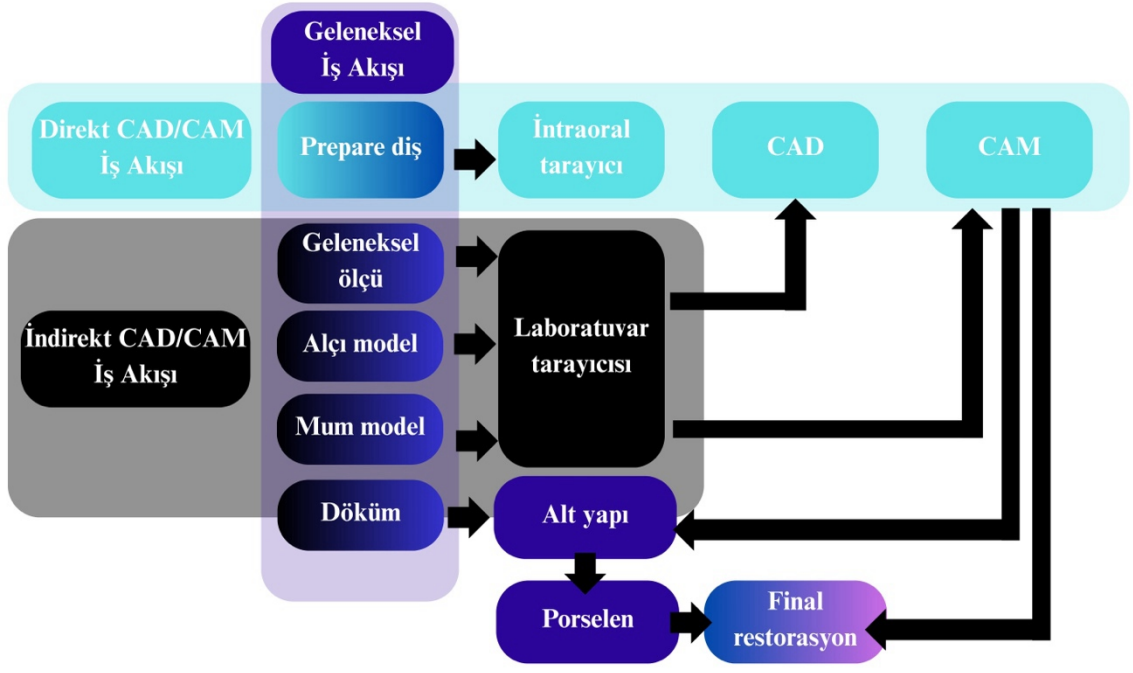 Geleneksel
İş Akışı
Direkt CAD/CAM
İş Akışı
Prepare diş
İntraoral
tarayıcı
CAD
CAM
Geleneksel
ölçü
İndirekt CAD/CAM
İş Akışı
Alçı model
Laboratuvar
tarayıcısı
Mum model
Döküm
Alt yapı
Porselen
Final
restorasyon